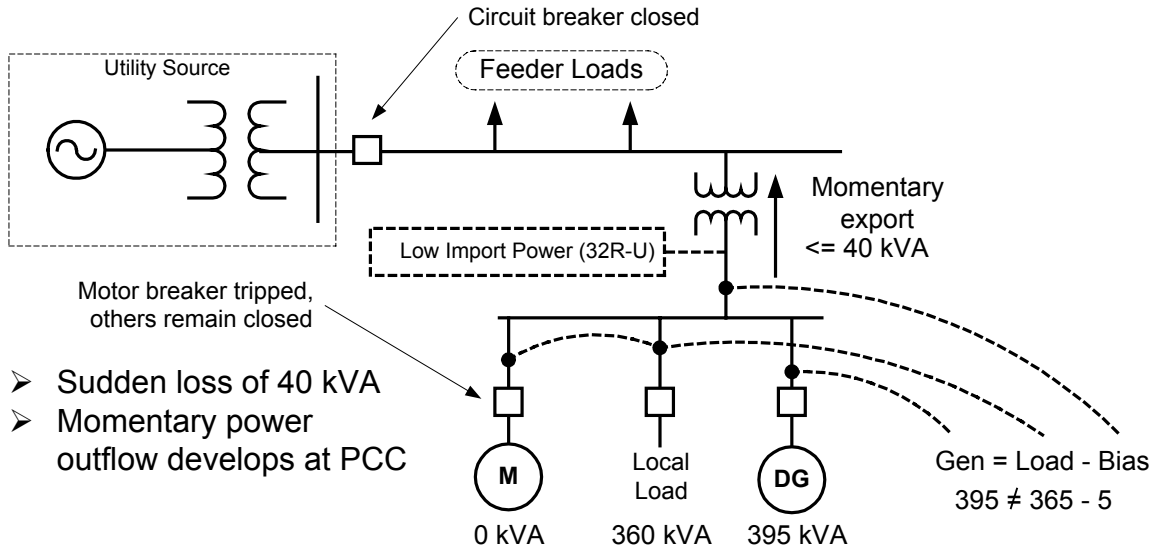 Circuit breaker closed
Utility Source
Feeder Loads
Momentary
export
<= 40 kVA
Low Import Power (32R-U)
Motor breaker tripped,
others remain closed
➢ Sudden loss of 40 kVA
➢ Momentary power
outflow develops at PCC
M
Local
Load
DG
0 kVA
360 kVA
395 kVA
Gen = Load - Bias
395 ≠ 365 - 5